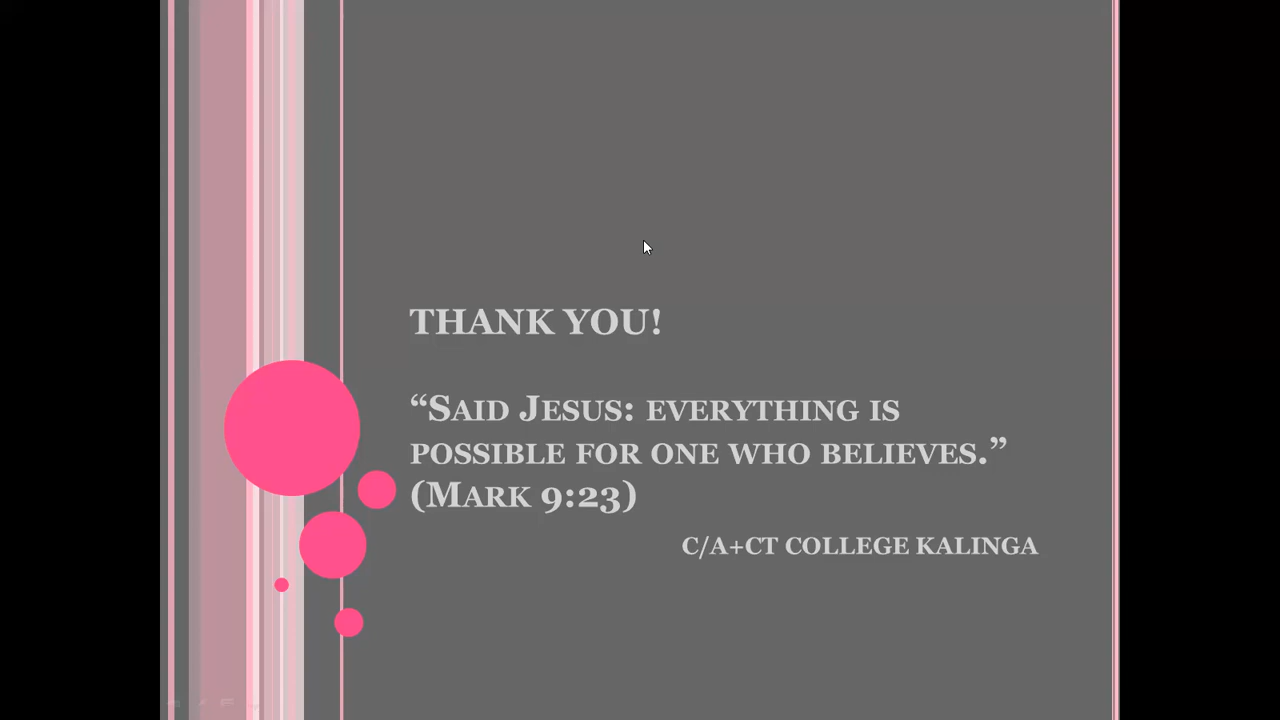 THANK YOU!
“SAID JESUS: EVERYTHING IS
POSSIBLE FOR ONE WHO BELIEVES.”
(MARK 9:23)
C/A+CT COLLEGE KALINGA